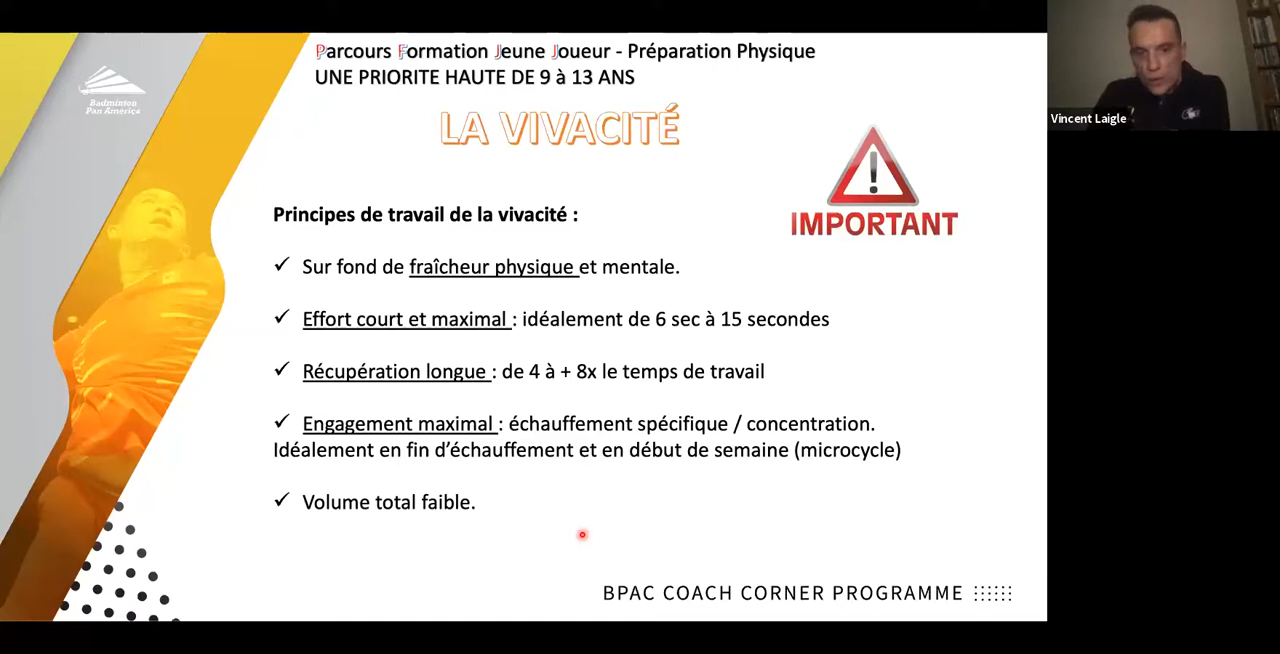 Parcours Formation Jeune Joueur - Préparation Physique
UNE PRIORITE HAUTE DE 9 à 13 ANS
LA VIVACITÉ
Badminton
Pan America
Vincent Laigle
IMPORTANT
Principes de travail de la vivacité :
✓ Sur fond de fraîcheur physique et mentale.
✓ Effort court et maximal : idéalement de 6 sec à 15 secondes
✓ Récupération longue : de 4 à + 8x le temps de travail
✓ Engagement maximal : échauffement spécifique / concentration.
Idéalement en fin d’échauffement et en début de semaine (microcycle)
✓ Volume total faible.
BPAC COACH CORNER PROGRAMME